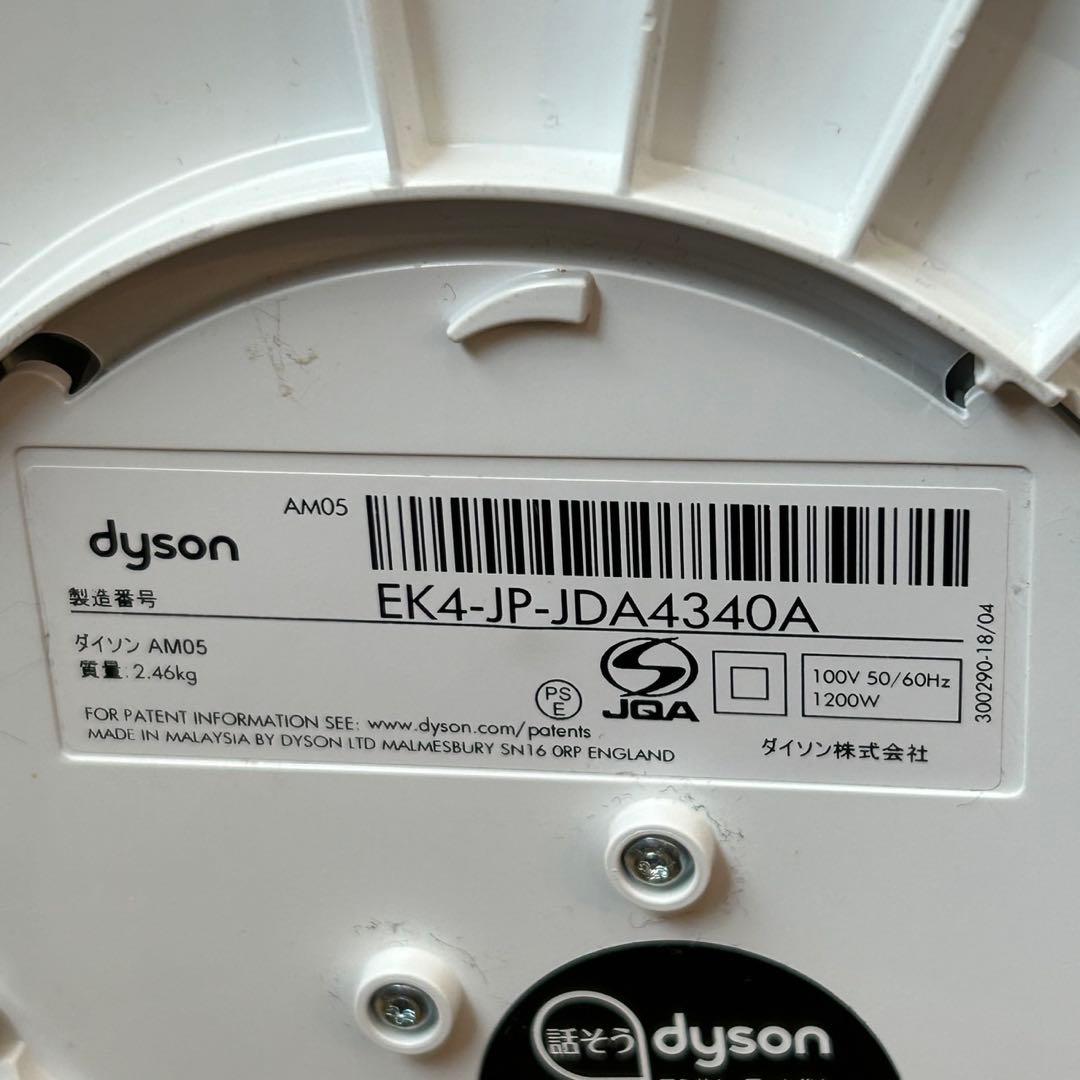 AM05
dyson
製造番号
EK4-JP-JDA4340A
ダイソン AM05
質量:2.46kg
PS
E
JQA
100V 50/60Hz
1200W
300290-18/04
FOR PATENT INFORMATION SEE: www.dyson.com/patents
MADE IN MALAYSIA BY DYSON LTD MALMESBURY SN16 0RP ENGLAND
ダイソン株式会社
話そう dyson